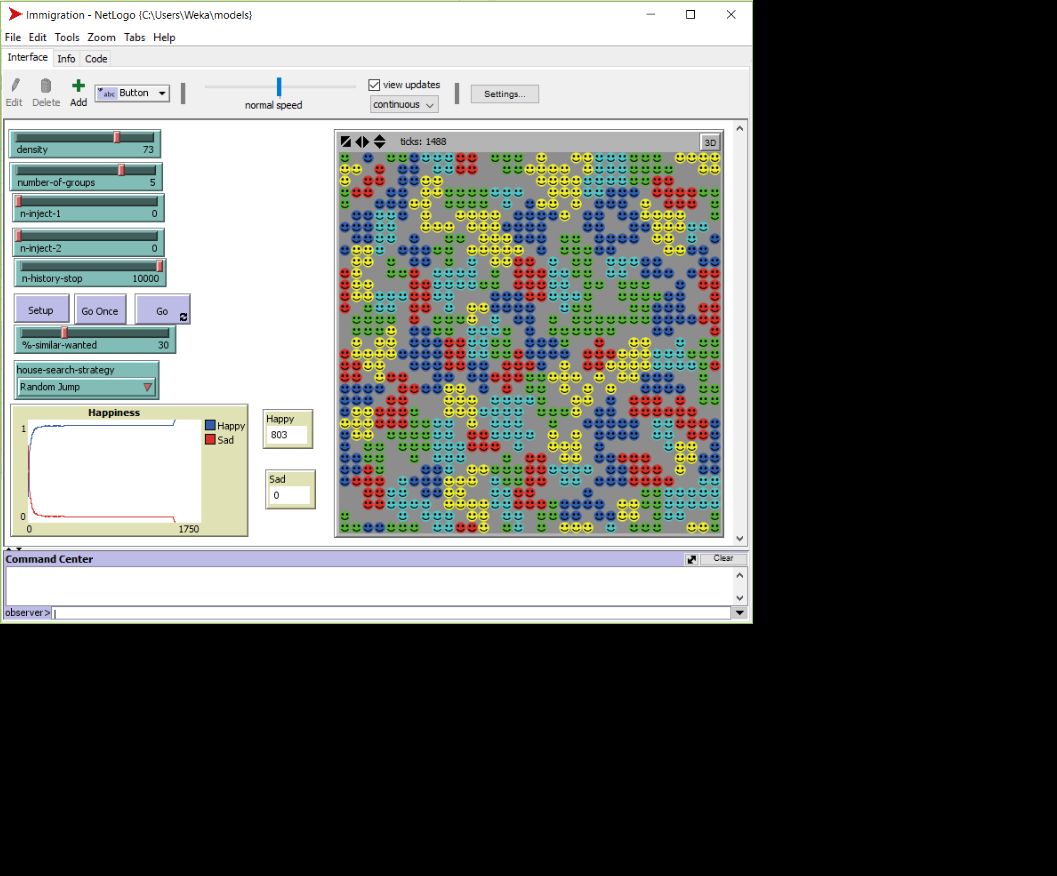 Immigration - NetLogo {C:\Users\Weka\models}
File Edit Tools Zoom Tabs Help
Interface Info Code
Edit Delete Add abc Button normal speed view updates continuous Settings...
density 73
number-of-groups 5
n-inject-1 0
n-inject-2 0
n-history-stop 10000
Setup Go Once Go
%-similar-wanted 30
house-search-strategy
Random Jump
Happiness
1
0
0 1750
Happy
Sad
Happy
803
Sad
0
ticks: 1488 3D
Command Center Clear
observer>